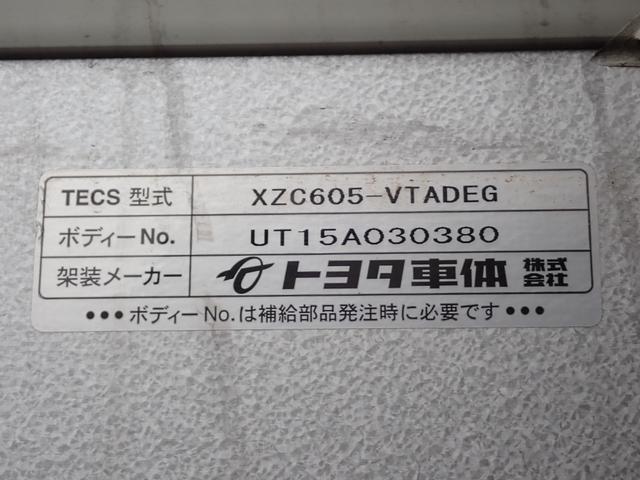 TECS 型式 XZC605-VTADEG
ボディーNo. UT15A030380
架装メーカー トヨタ車体 株式会社
•••ボディーNo.は補給部品発注時に必要です•••